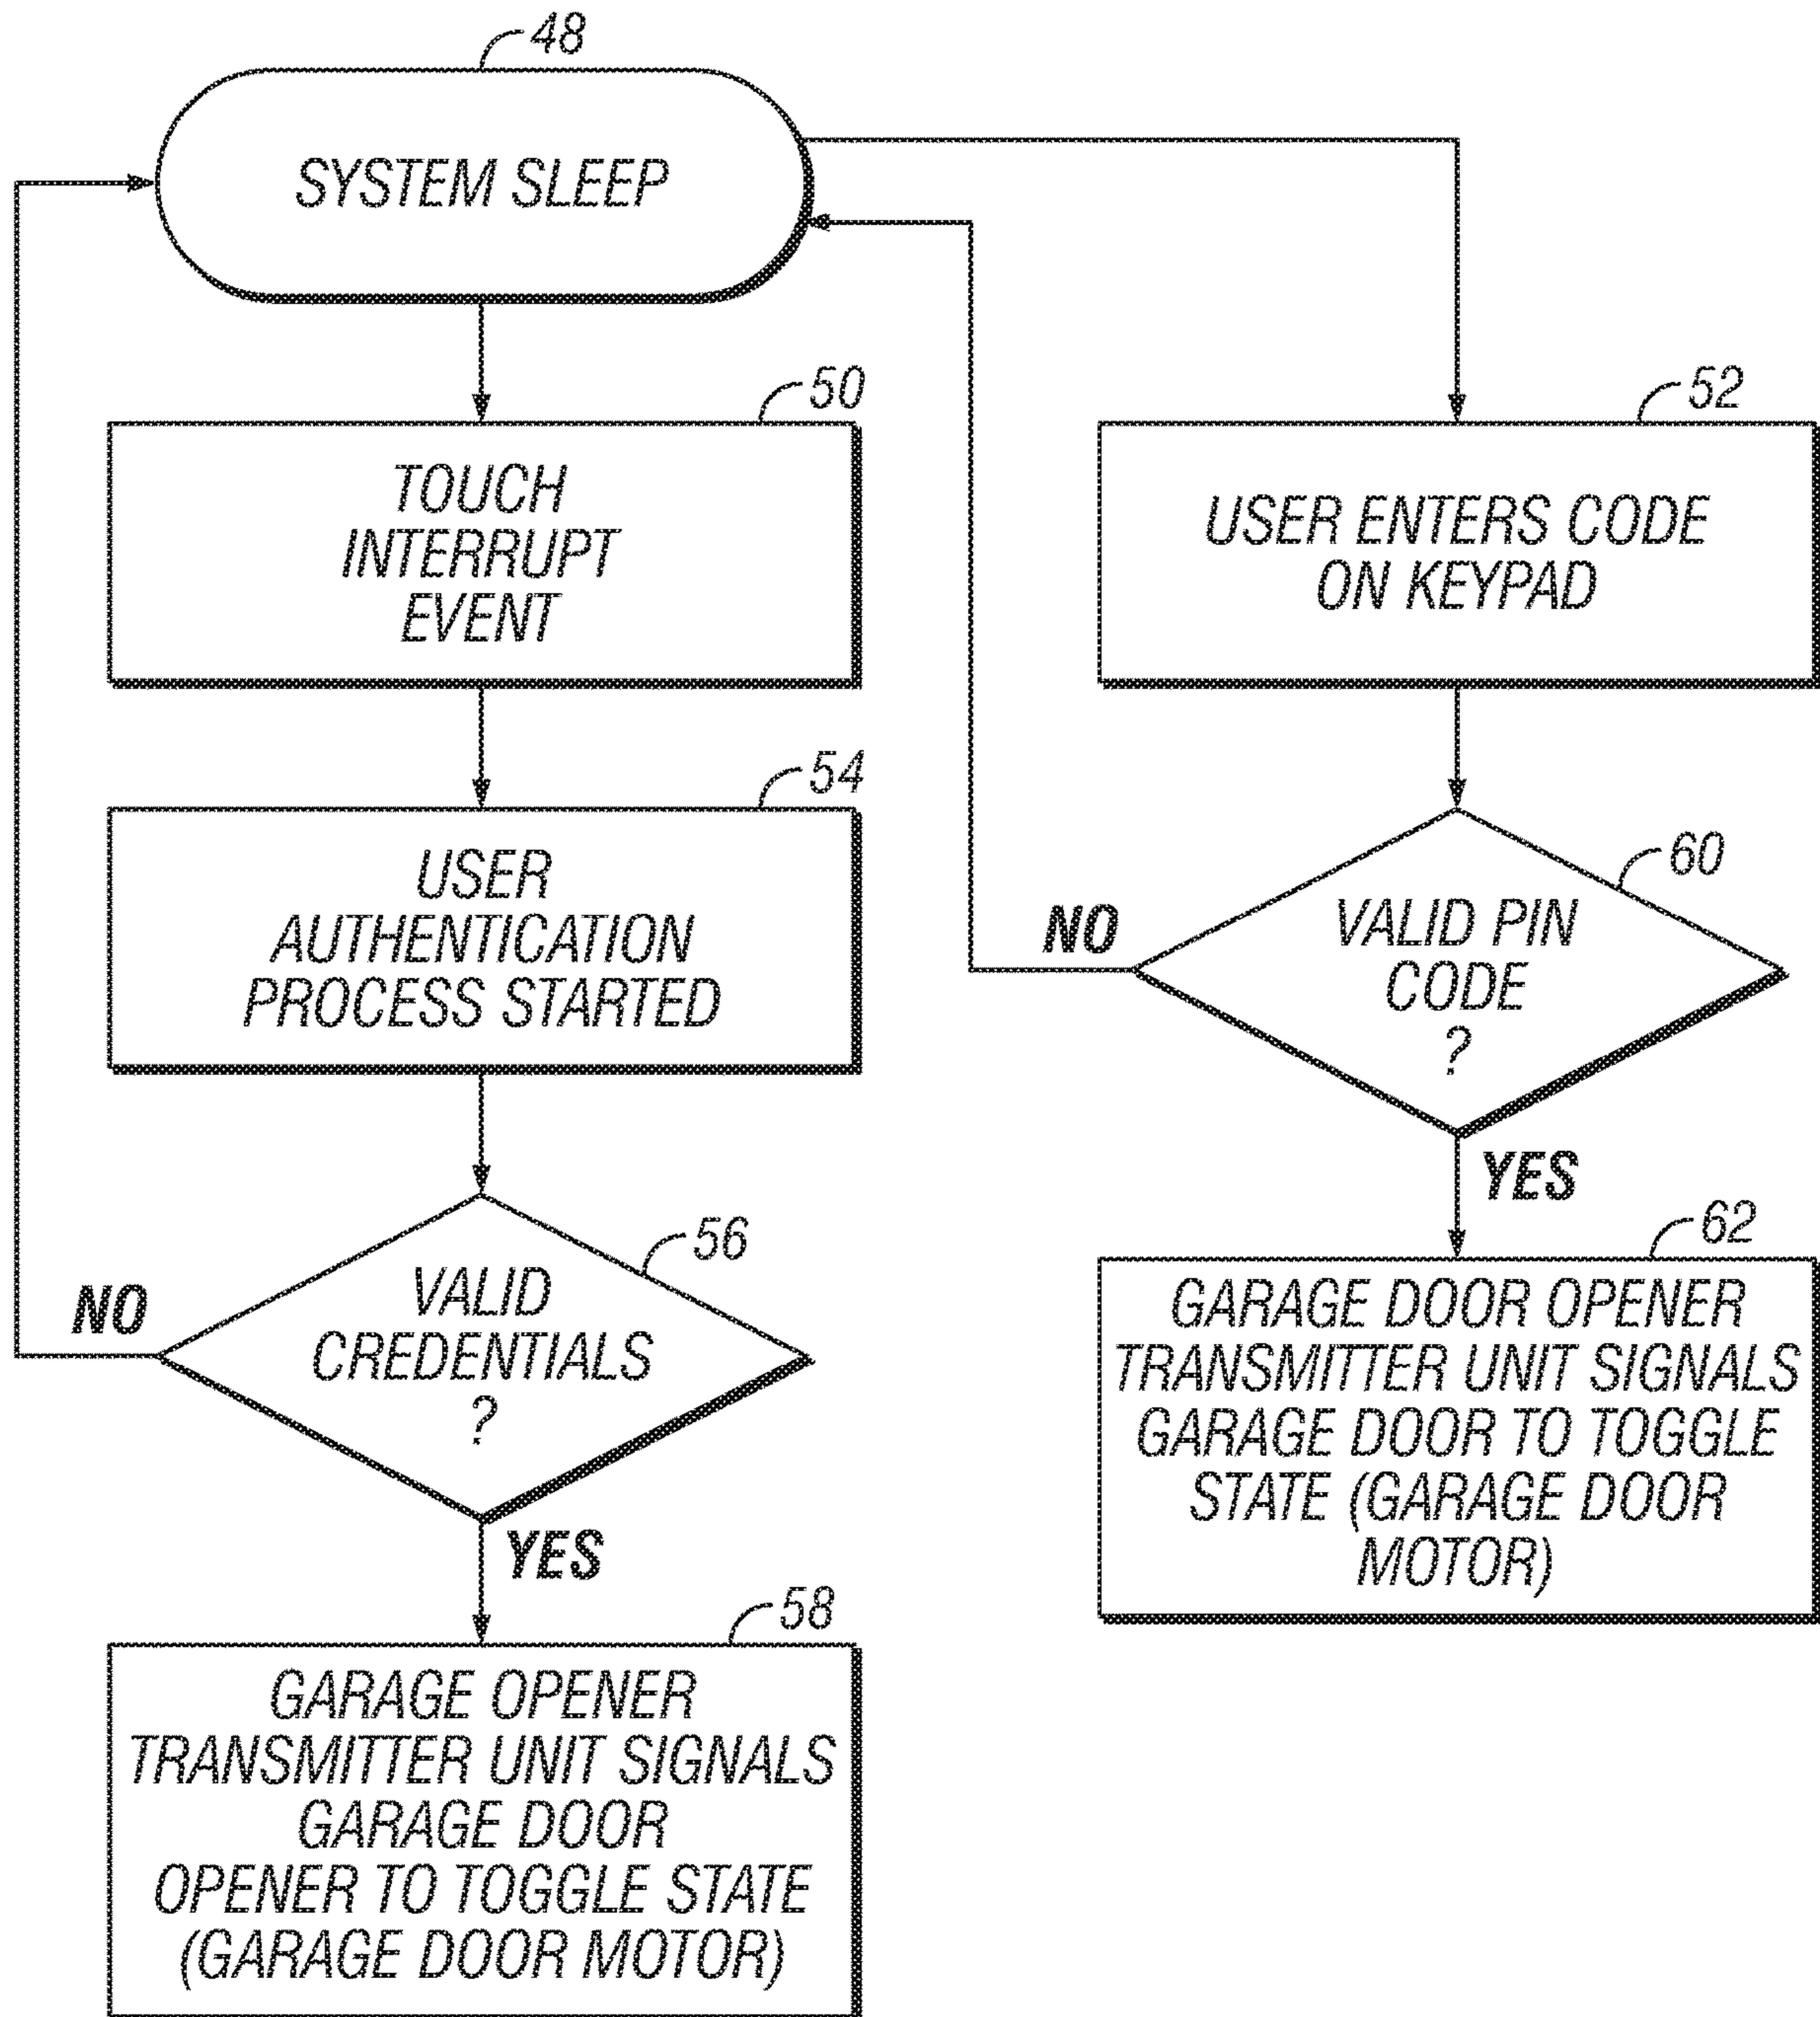 48
SYSTEM SLEEP
50
TOUCH
INTERRUPT
EVENT
52
USER ENTERS CODE
ON KEYPAD
54
USER
AUTHENTICATION
PROCESS STARTED
60
VALID PIN
CODE
?
NO
YES
56
VALID
CREDENTIALS
?
NO
YES
62
GARAGE DOOR OPENER
TRANSMITTER UNIT SIGNALS
GARAGE DOOR TO TOGGLE
STATE (GARAGE DOOR
MOTOR)
58
GARAGE OPENER
TRANSMITTER UNIT SIGNALS
GARAGE DOOR
OPENER TO TOGGLE STATE
(GARAGE DOOR MOTOR)